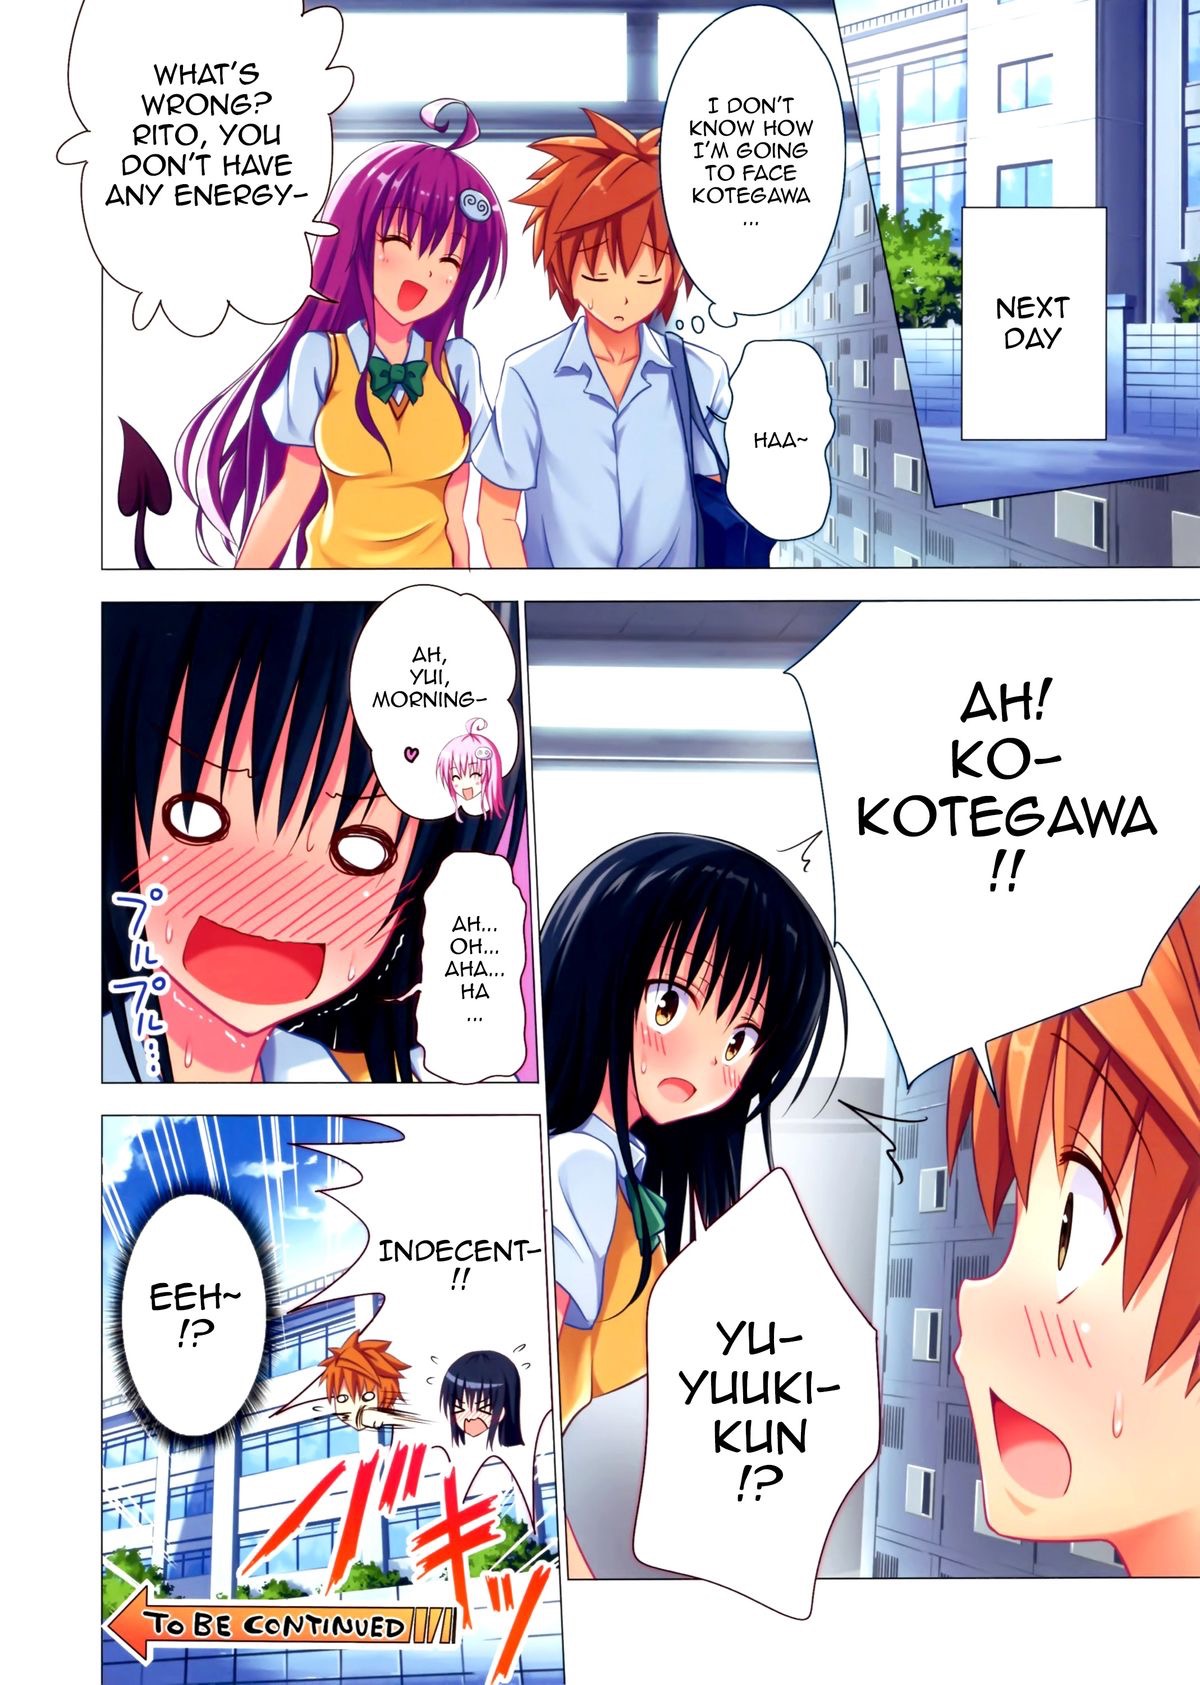 NEXT
DAY
I DON'T
KNOW HOW
I'M GOING
TO FACE
KOTEGAWA
...
HAA~
WHAT'S
WRONG?
RITO, YOU
DON'T HAVE
ANY ENERGY-
AH!
KO-
KOTEGAWA
!!
YU-
YUUKI-
KUN
!?
AH,
YUI,
MORNING-
♥
AH...
OH...
AHA...
HA
...
プルプル…
INDECENT-
!!
EEH~
!?
バキッ
TO BE CONTINUED